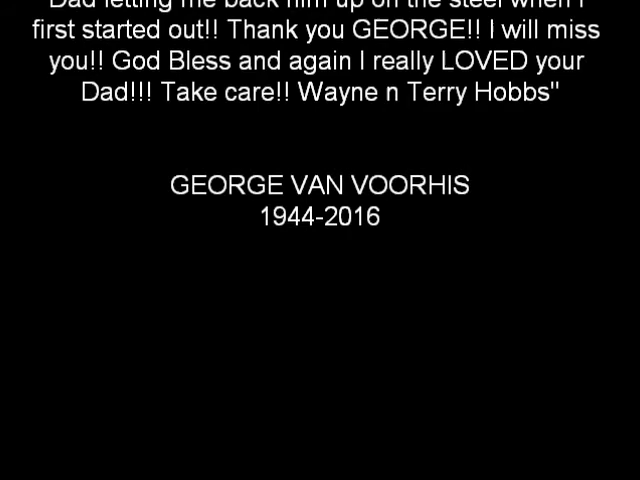 Dad letting me back him up on the steel when I
first started out!! Thank you GEORGE!! I will miss
you!! God Bless and again I really LOVED your
Dad!!! Take care!! Wayne n Terry Hobbs"
GEORGE VAN VOORHIS
1944-2016